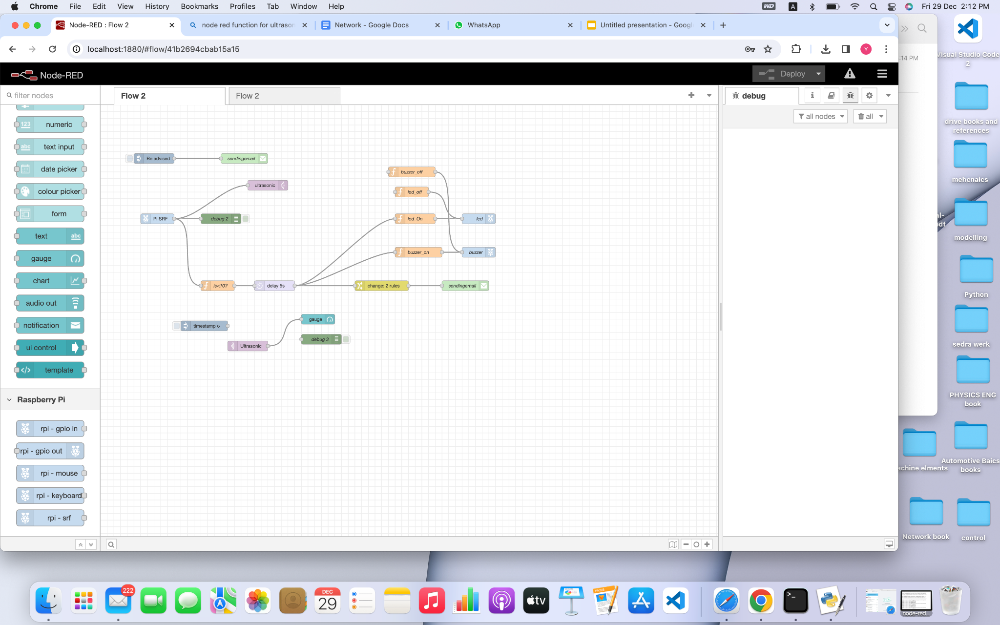 Chrome File Edit View History Bookmarks Profiles Tab Window Help
WD A Fri 29 Dec 2:12 PM
Node-RED : Flow 2
node red function for ultrason
Network - Google Docs
WhatsApp
Untitled presentation - Googl
localhost:1880/#flow/41b2694cbab15a15
Y
:14 PM
Node-RED
Deploy
filter nodes
Flow 2
Flow 2
debug
i
all nodes
all
123 numeric
abc text input
date picker
colour picker
form
text abc
gauge
chart
audio out
notification
ui control
</> template
Raspberry Pi
rpi - gpio in
rpi - gpio out
rpi - mouse
rpi - keyboard
rpi - srf
Be advised
sendingemail
ultrasonic
PI SRF
debug 2
f buzzer_off
f led_off
f led_On
led
f buzzer_on
buzzer
f is<10?
delay 5s
change: 2 rules
sendingemail
timestamp ↻
gauge
debug 3
Ultrasonic
Visual Studio Code
2
drive books and
references
mehcnaics
al-
df
modelling
Python
sedra werk
PHYSICS ENG
book
achine elments
Automotive Baics
books
Network book
control
222
DEC
29
tv
PAGES
>_
node-red...